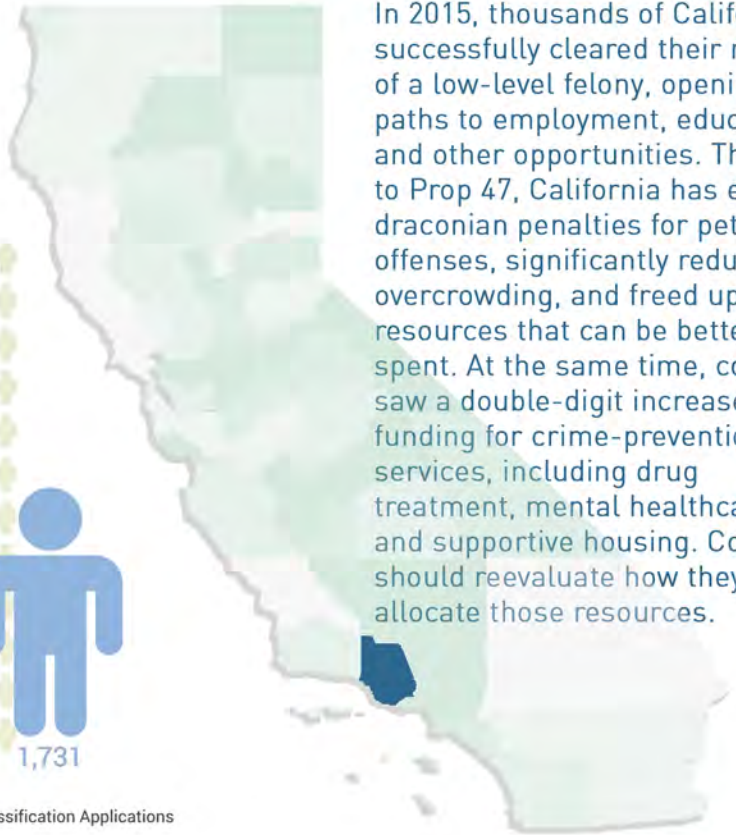 In 2015, thousands of Califo
successfully cleared their r
of a low-level felony, openi
paths to employment, educ
and other opportunities. Th
to Prop 47, California has e
draconian penalties for pet
offenses, significantly redu
overcrowding, and freed up
resources that can be bette
spent. At the same time, co
saw a double-digit increase
funding for crime-preventio
services, including drug
treatment, mental healthca
and supportive housing. Co
should reevaluate how they
allocate those resources.
1,731
ssification Applications